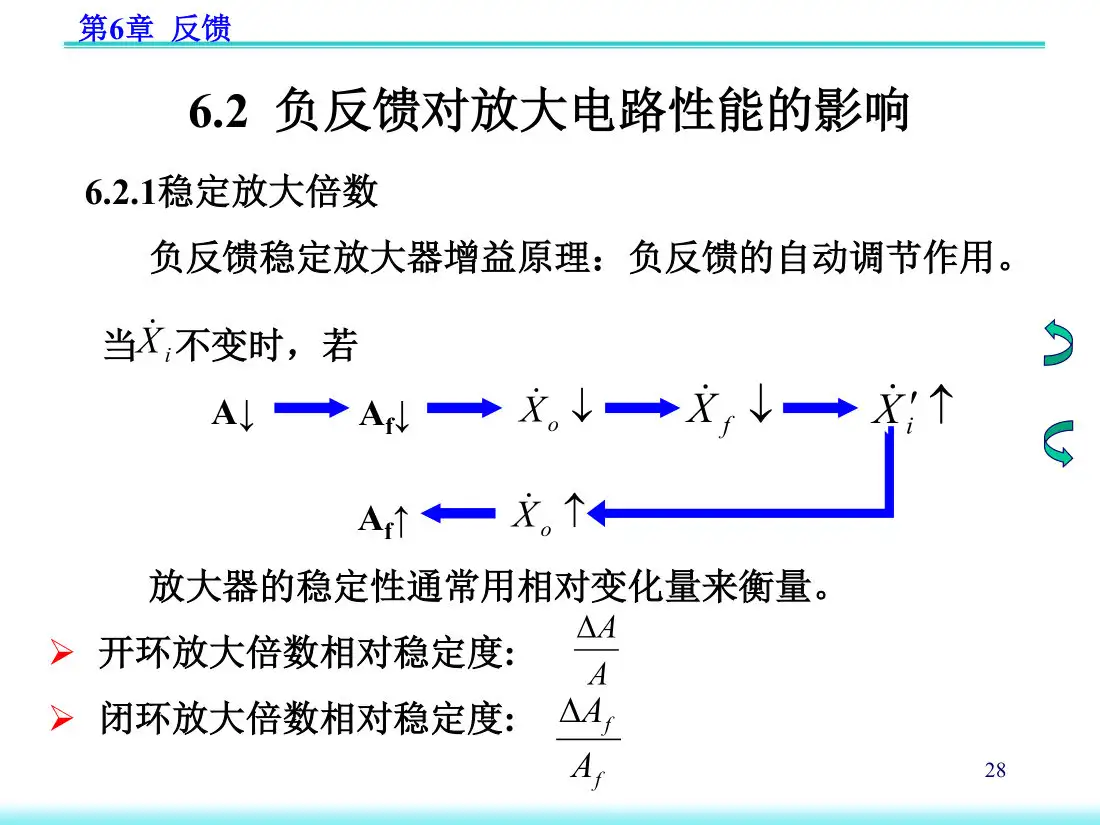 第6章 反馈
6.2 负反馈对放大电路性能的影响
6.2.1稳定放大倍数
负反馈稳定放大器增益原理：负反馈的自动调节作用。
当Ẋi不变时，若
A↓ Af↓ Ẋo↓ Ẋf↓ Ẋi′↑
Af↑ Ẋo↑
放大器的稳定性通常用相对变化量来衡量。
开环放大倍数相对稳定度： ΔA/A
闭环放大倍数相对稳定度： ΔAf/Af
28